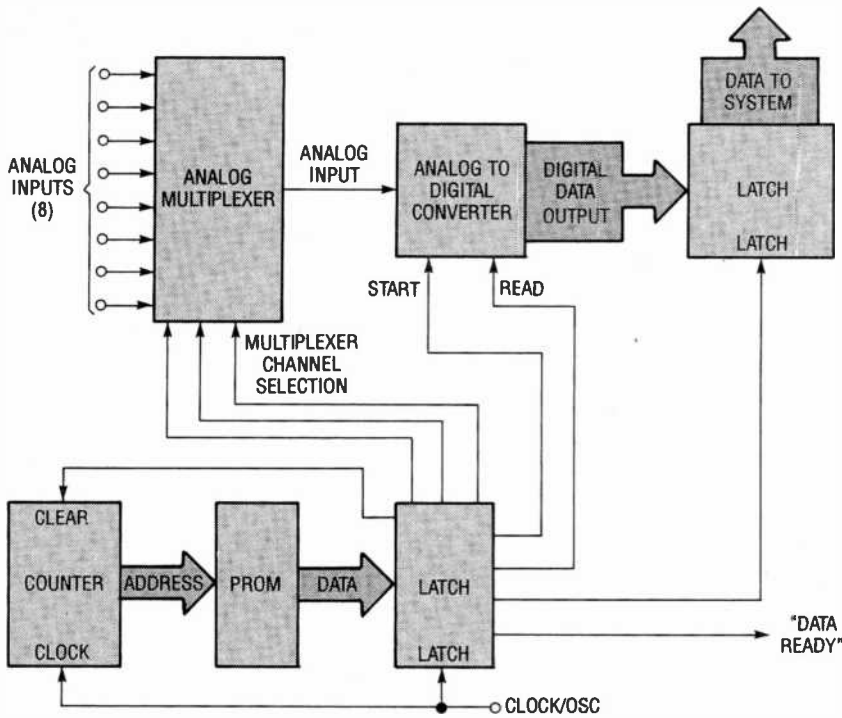 DATA TO
SYSTEM
ANALOG
INPUTS
(8)
ANALOG
MULTIPLEXER
ANALOG
INPUT
ANALOG TO
DIGITAL
CONVERTER
DIGITAL
DATA
OUTPUT
LATCH
LATCH
START
READ
MULTIPLEXER
CHANNEL
SELECTION
CLEAR
COUNTER
CLOCK
ADDRESS
PROM
DATA
LATCH
LATCH
"DATA
READY"
CLOCK/OSC